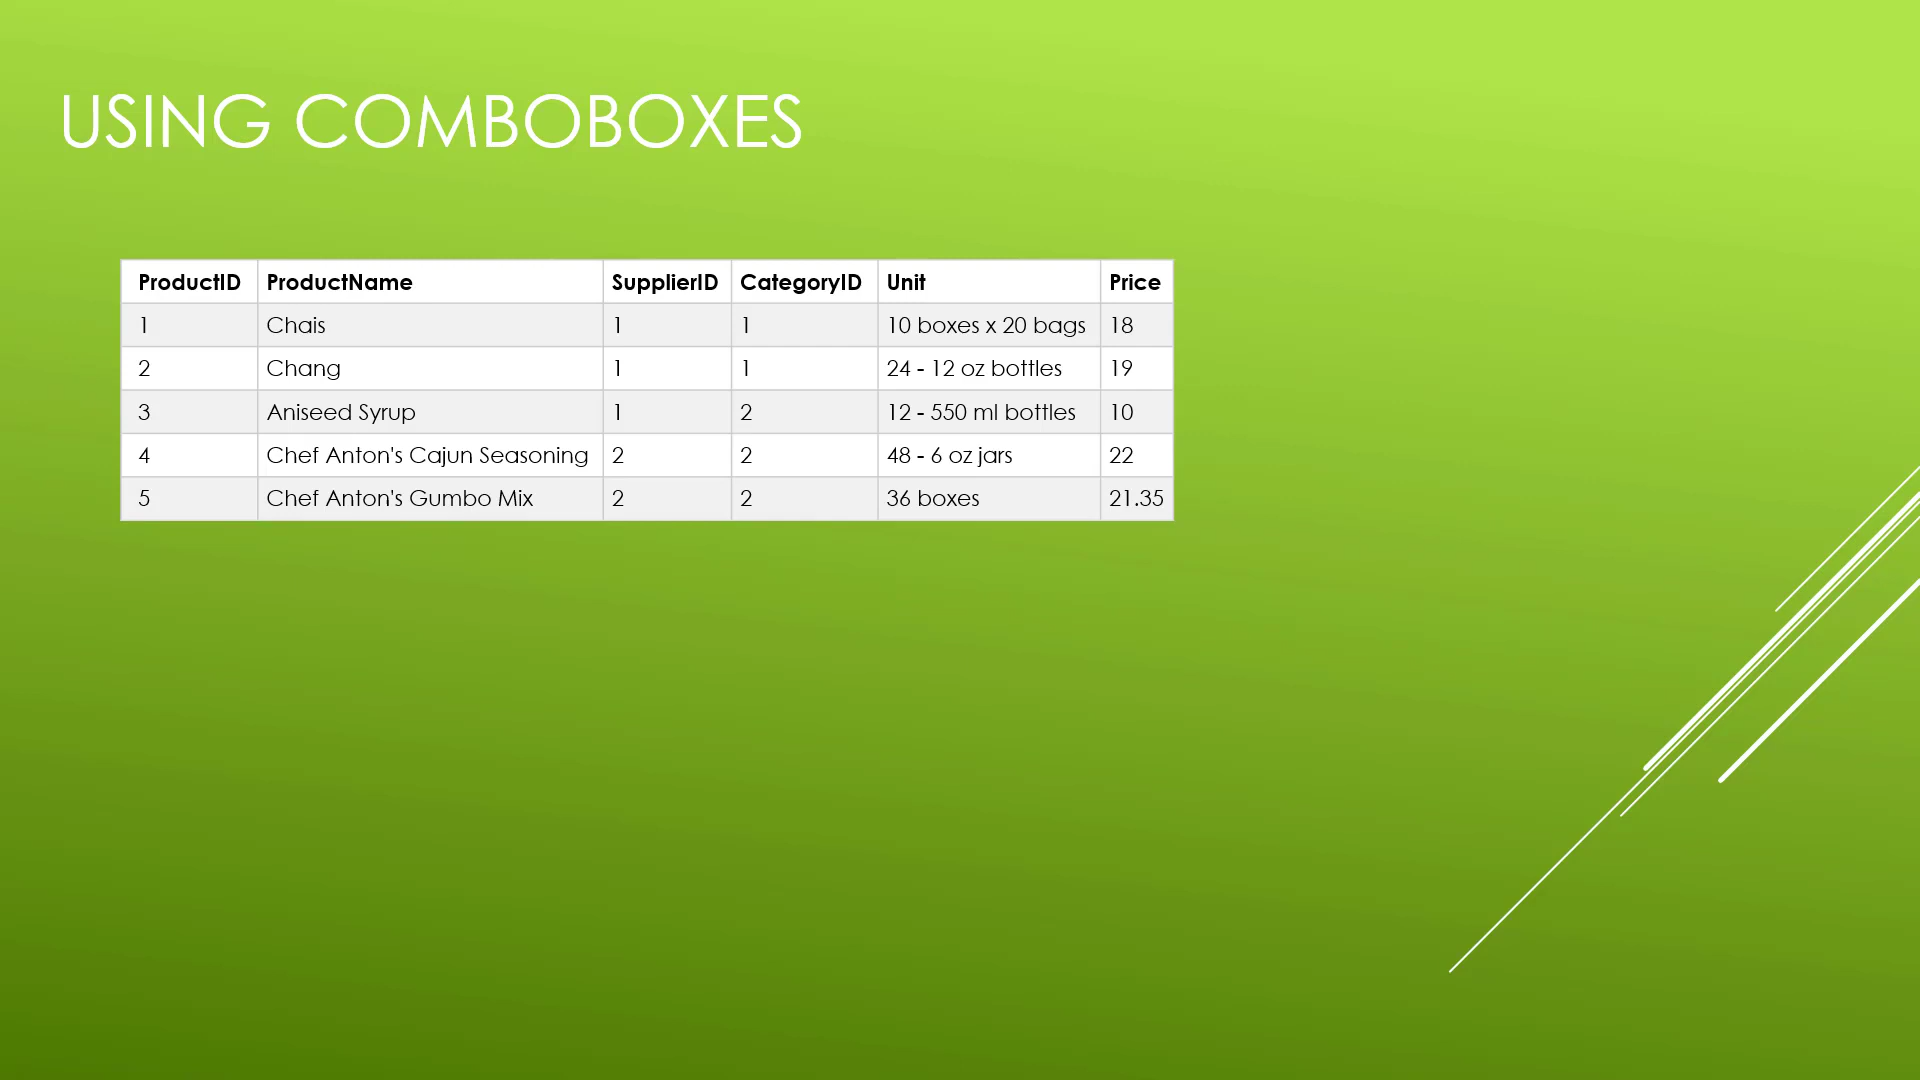 USING COMBOBOXES
ProductID ProductName SupplierID CategoryID Unit Price
1 Chais 1 1 10 boxes x 20 bags 18
2 Chang 1 1 24 - 12 oz bottles 19
3 Aniseed Syrup 1 2 12 - 550 ml bottles 10
4 Chef Anton's Cajun Seasoning 2 2 48 - 6 oz jars 22
5 Chef Anton's Gumbo Mix 2 2 36 boxes 21.35